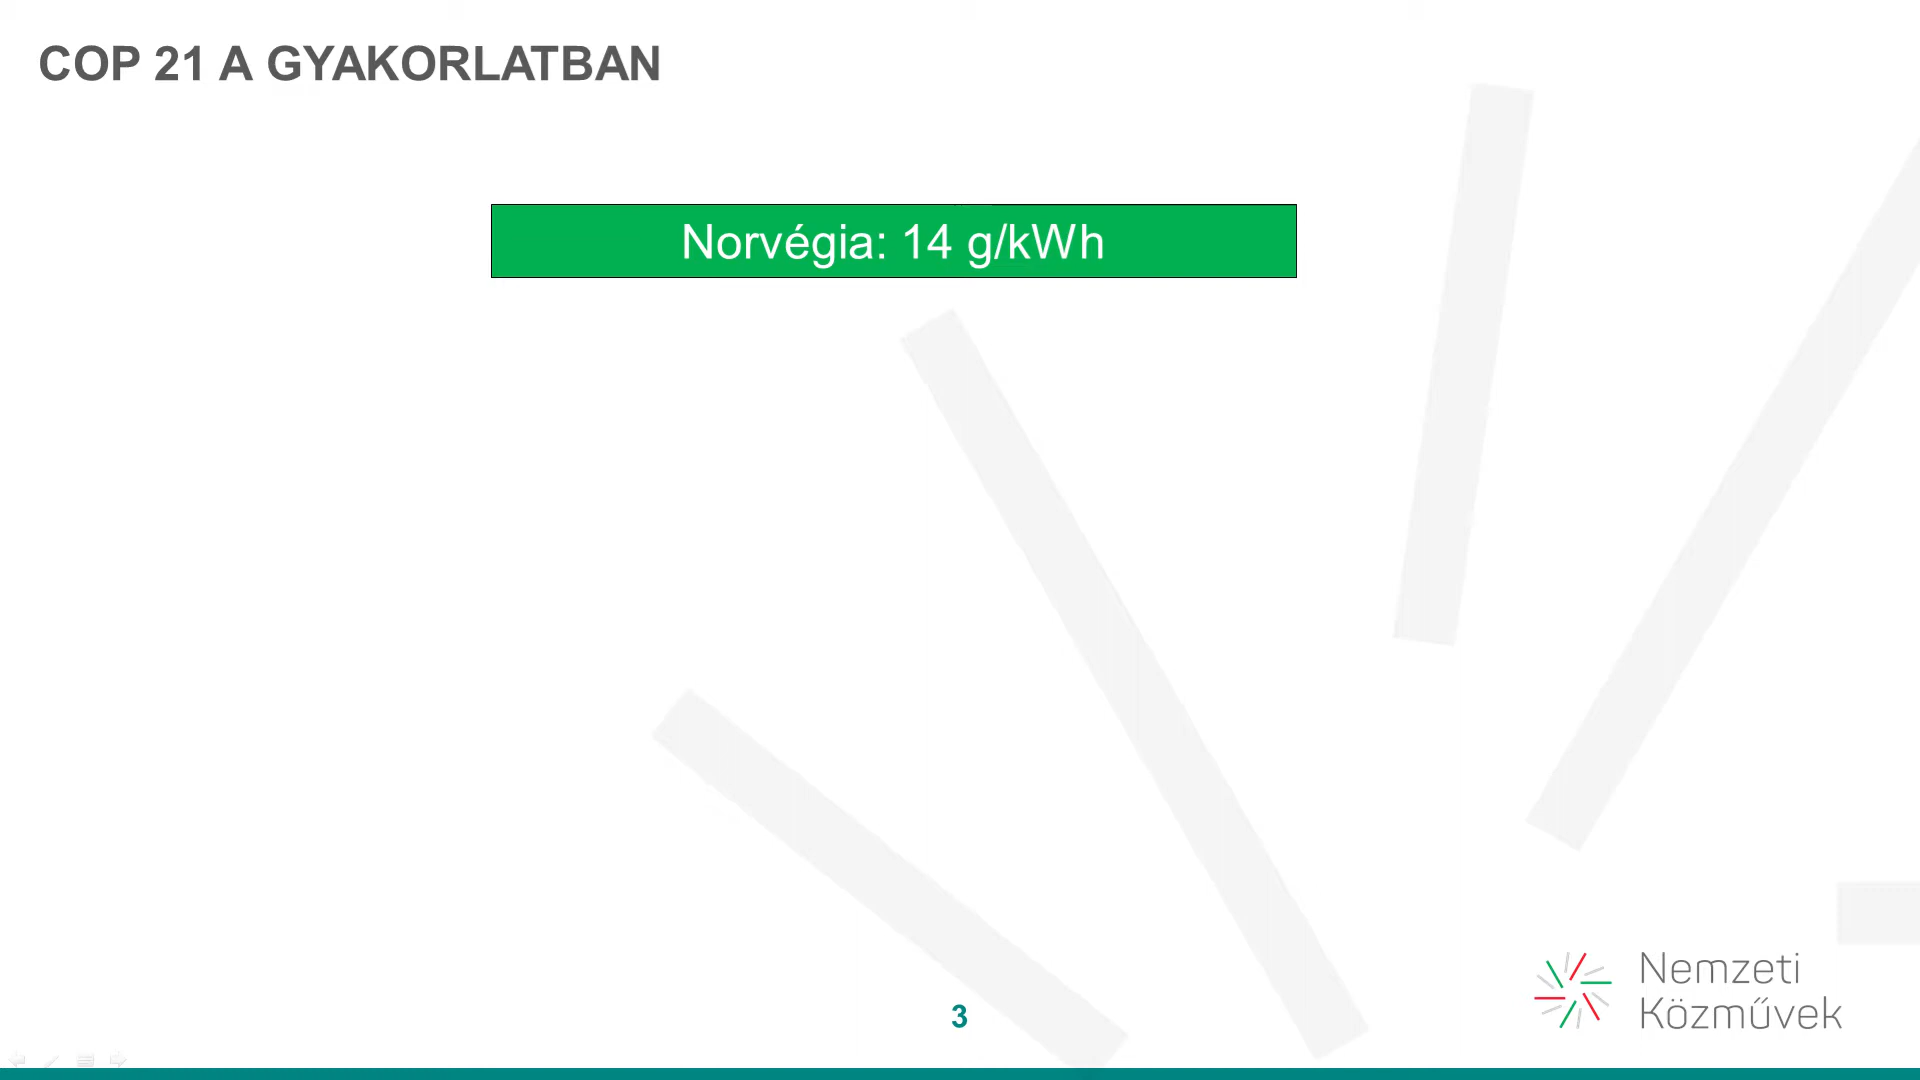 COP 21 A GYAKORLATBAN
Norvégia: 14 g/kWh
3
Nemzeti
Közművek